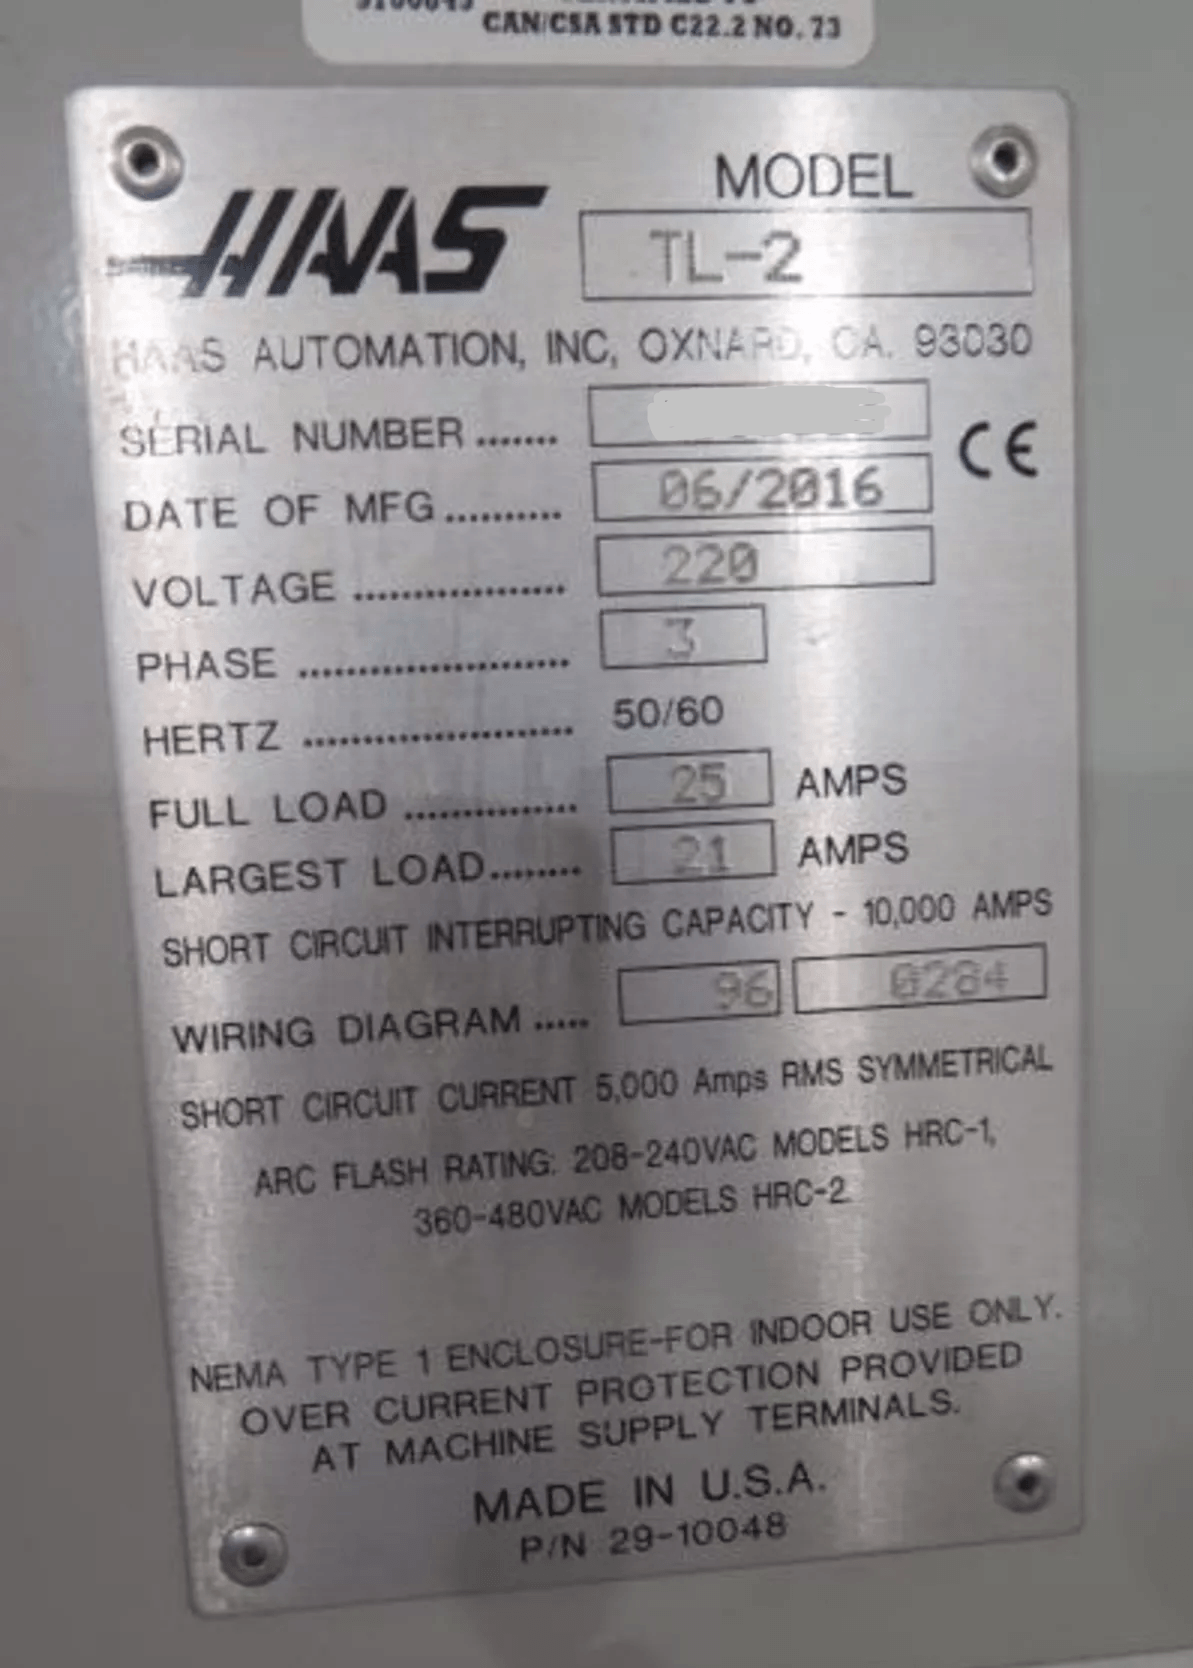 CAN/CSA STD C22.2 NO. 73
HAAS
MODEL
TL-2
HAAS AUTOMATION, INC, OXNARD, CA. 93030
SERIAL NUMBER .......
CE
DATE OF MFG .......... 06/2016
VOLTAGE .................. 220
PHASE ....................... 3
HERTZ ....................... 50/60
FULL LOAD ............... 25 AMPS
LARGEST LOAD ........ 21 AMPS
SHORT CIRCUIT INTERRUPTING CAPACITY - 10,000 AMPS
WIRING DIAGRAM ..... 96 0284
SHORT CIRCUIT CURRENT 5,000 Amps RMS SYMMETRICAL
ARC FLASH RATING: 208-240VAC MODELS HRC-1,
360-480VAC MODELS HRC-2
NEMA TYPE 1 ENCLOSURE-FOR INDOOR USE ONLY.
OVER CURRENT PROTECTION PROVIDED
AT MACHINE SUPPLY TERMINALS.
MADE IN U.S.A.
P/N 29-10048